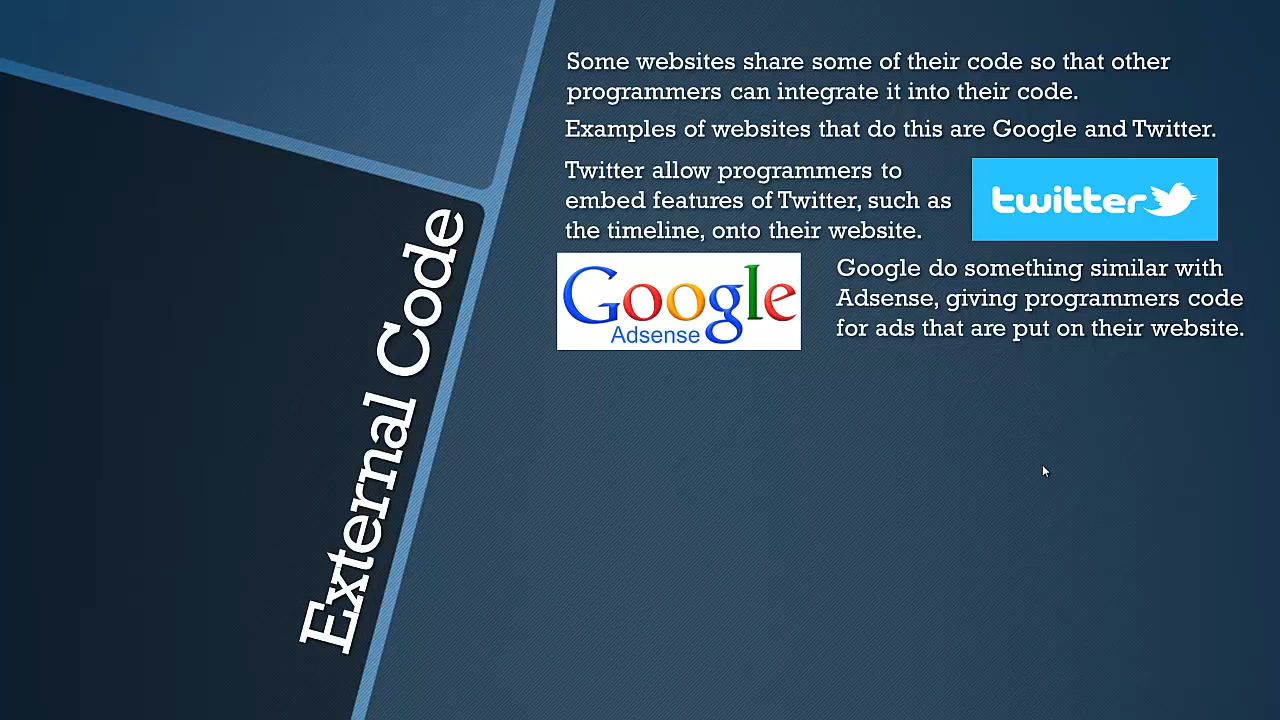 Some websites share some of their code so that other
programmers can integrate it into their code.
Examples of websites that do this are Google and Twitter.
Twitter allow programmers to
embed features of Twitter, such as
the timeline, onto their website.
twitter
Google
Adsense
Google do something similar with
Adsense, giving programmers code
for ads that are put on their website.
External Code